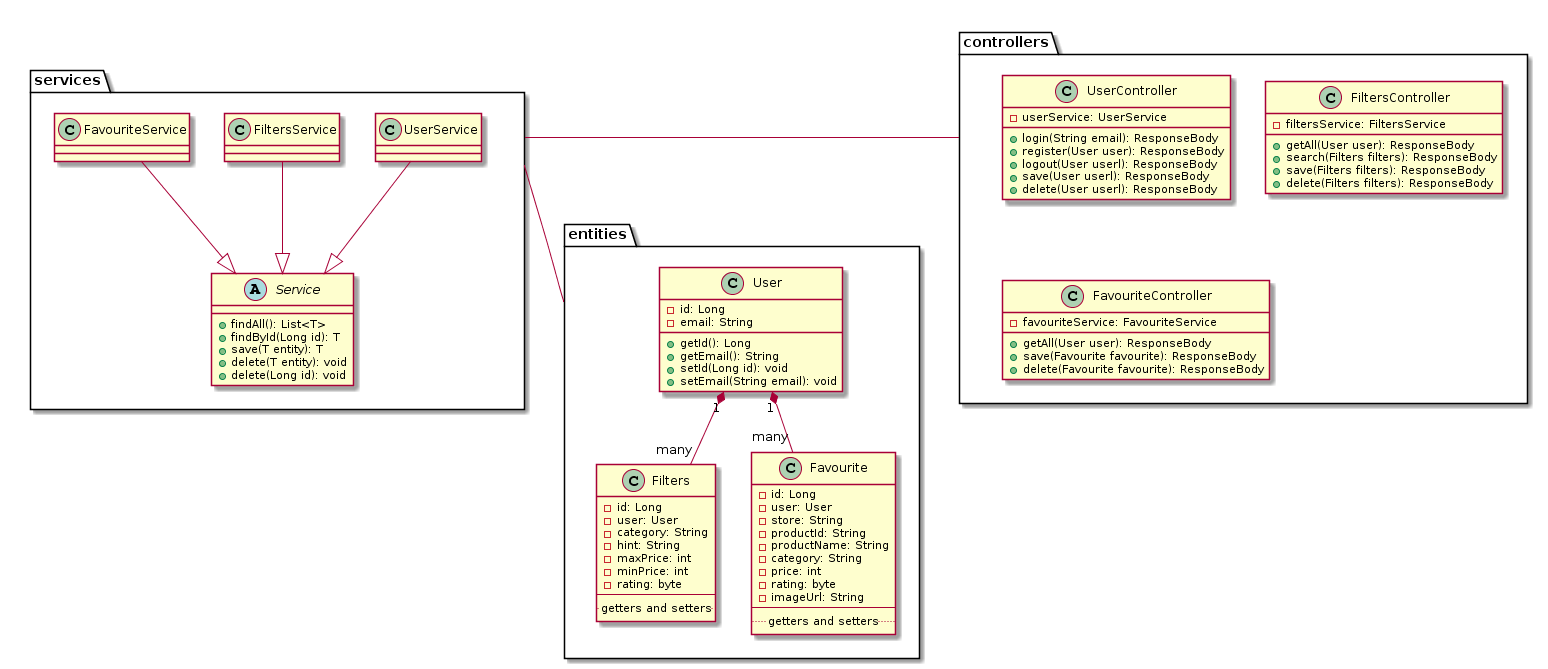 services
C FavouriteService
C FiltersService
C UserService
A Service
findAll(): List<T>
findById(Long id): T
save(T entity): T
delete(T entity): void
delete(Long id): void
entities
C User
id: Long
email: String
getId(): Long
getEmail(): String
setId(Long id): void
setEmail(String email): void
1
1
many
many
C Filters
id: Long
user: User
category: String
hint: String
maxPrice: int
minPrice: int
rating: byte
getters and setters
C Favourite
id: Long
user: User
store: String
productId: String
productName: String
category: String
price: int
rating: byte
imageUrl: String
getters and setters
controllers
C UserController
userService: UserService
login(String email): ResponseBody
register(User user): ResponseBody
logout(User userl): ResponseBody
save(User userl): ResponseBody
delete(User userl): ResponseBody
C FiltersController
filtersService: FiltersService
getAll(User user): ResponseBody
search(Filters filters): ResponseBody
save(Filters filters): ResponseBody
delete(Filters filters): ResponseBody
C FavouriteController
favouriteService: FavouriteService
getAll(User user): ResponseBody
save(Favourite favourite): ResponseBody
delete(Favourite favourite): ResponseBody